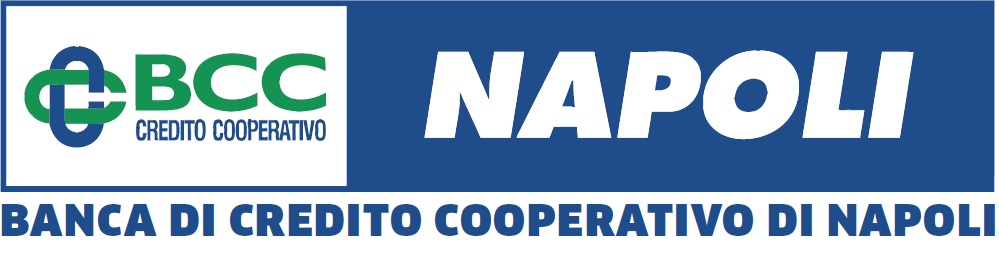 BCC
CREDITO COOPERATIVO
NAPOLI
BANCA DI CREDITO COOPERATIVO DI NAPOLI